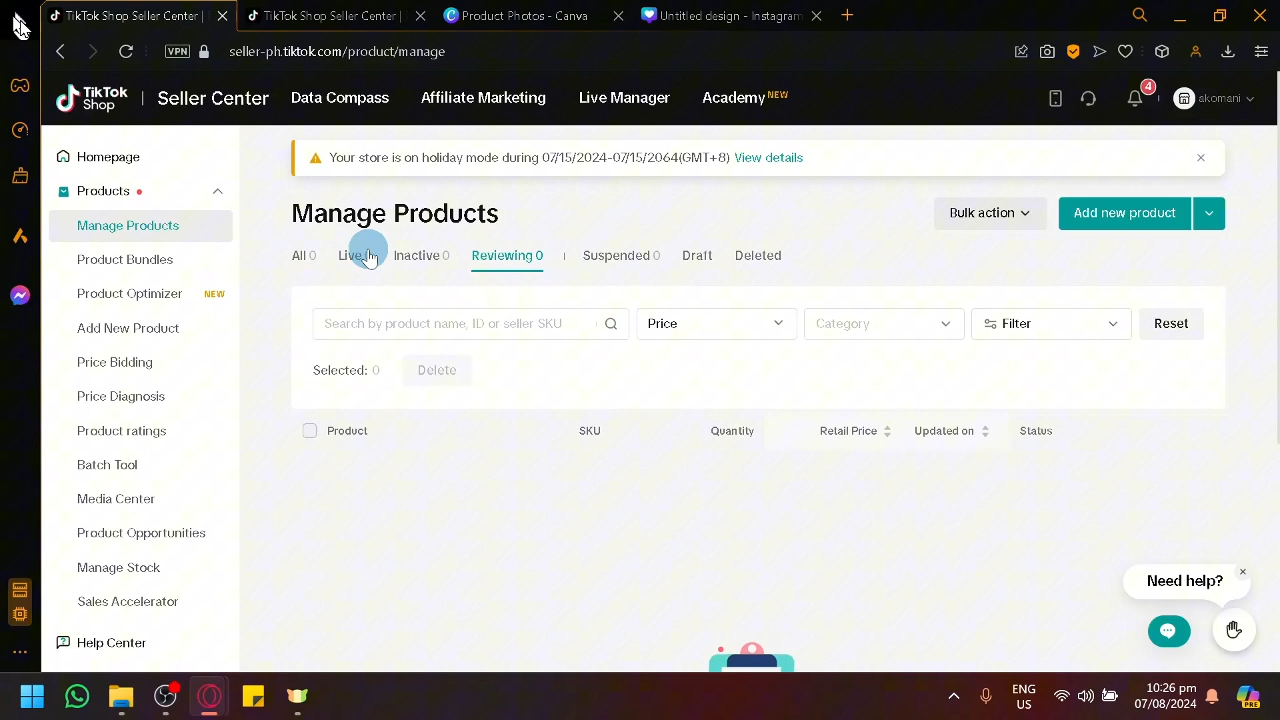 TikTok Shop Seller Center |
TikTok Shop Seller Center |
Product Photos - Canva
Untitled design - Instagram
VPN
seller-ph.tiktok.com/product/manage
TikTok Shop
Seller Center
Data Compass
Affiliate Marketing
Live Manager
Academy NEW
4
akomani
Homepage
Products
Manage Products
Product Bundles
Product Optimizer NEW
Add New Product
Price Bidding
Price Diagnosis
Product ratings
Batch Tool
Media Center
Product Opportunities
Manage Stock
Sales Accelerator
Help Center
Your store is on holiday mode during 07/15/2024-07/15/2064(GMT+8) View details
Manage Products
Bulk action
Add new product
All 0
Live
Inactive 0
Reviewing 0
Suspended 0
Draft
Deleted
Search by product name, ID or seller SKU
Price
Category
Filter
Reset
Selected: 0
Delete
Product
SKU
Quantity
Retail Price
Updated on
Status
Need help?
ENG
US
10:26 pm
07/08/2024
PRE